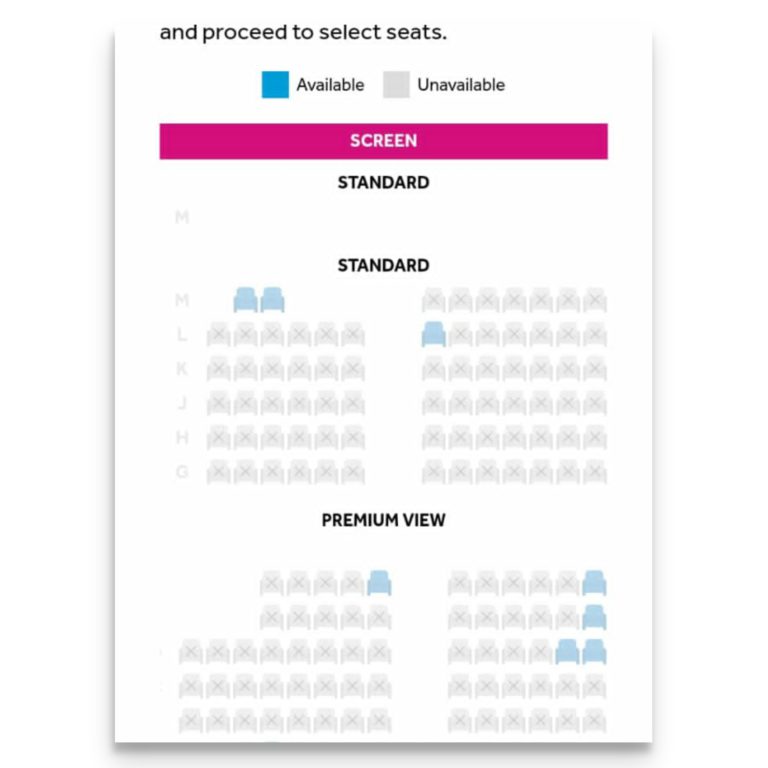 and proceed to select seats.
Available Unavailable
SCREEN
STANDARD
M
STANDARD
M
L
K
J
H
G
PREMIUM VIEW